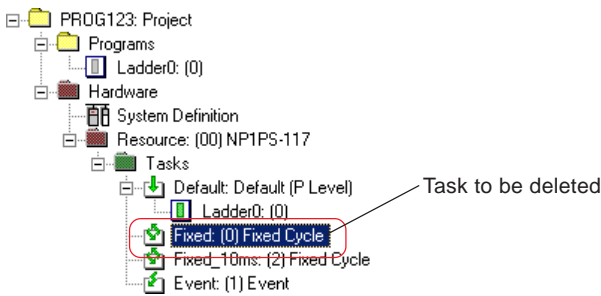 PROG123: Project
Programs
Ladder0: (0)
Hardware
System Definition
Resource: (00) NP1PS-117
Tasks
Default: Default (P Level)
Task to be deleted
Ladder0: (0)
Fixed: (0) Fixed Cycle
Fixed_10ms: (2) Fixed Cycle
Event: (1) Event